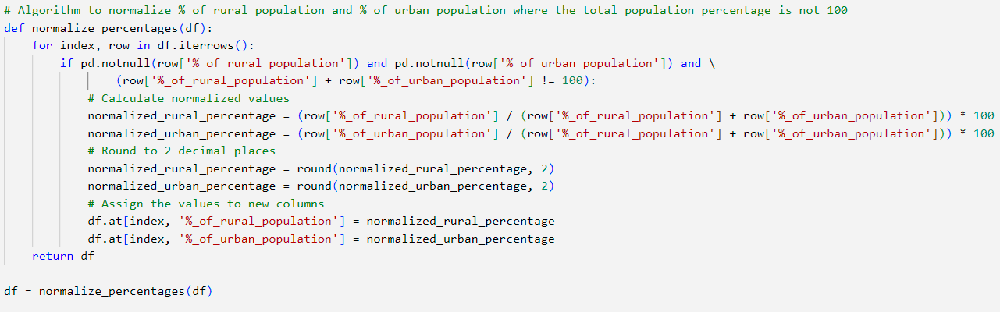 # Algorithm to normalize %_of_rural_population and %_of_urban_population where the total population percentage is not 100
def normalize_percentages(df):
    for index, row in df.iterrows():
        if pd.notnull(row['%_of_rural_population']) and pd.notnull(row['%_of_urban_population']) and \
                (row['%_of_rural_population'] + row['%_of_urban_population'] != 100):
            # Calculate normalized values
            normalized_rural_percentage = (row['%_of_rural_population'] / (row['%_of_rural_population'] + row['%_of_urban_population'])) * 100
            normalized_urban_percentage = (row['%_of_urban_population'] / (row['%_of_rural_population'] + row['%_of_urban_population'])) * 100
            # Round to 2 decimal places
            normalized_rural_percentage = round(normalized_rural_percentage, 2)
            normalized_urban_percentage = round(normalized_urban_percentage, 2)
            # Assign the values to new columns
            df.at[index, '%_of_rural_population'] = normalized_rural_percentage
            df.at[index, '%_of_urban_population'] = normalized_urban_percentage
    return df

df = normalize_percentages(df)